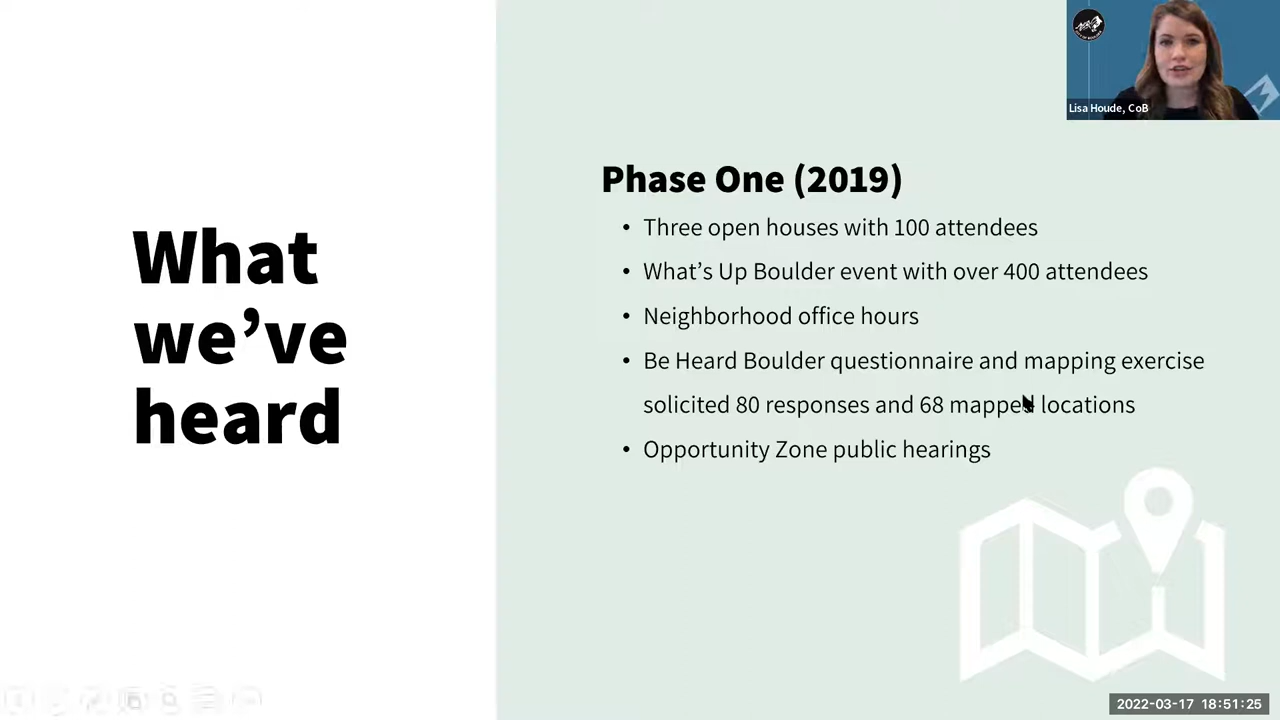 What
we’ve
heard
Phase One (2019)
• Three open houses with 100 attendees
• What’s Up Boulder event with over 400 attendees
• Neighborhood office hours
• Be Heard Boulder questionnaire and mapping exercise
solicited 80 responses and 68 mapped locations
• Opportunity Zone public hearings
Lisa Houde, CoB
2022-03-17 18:51:25